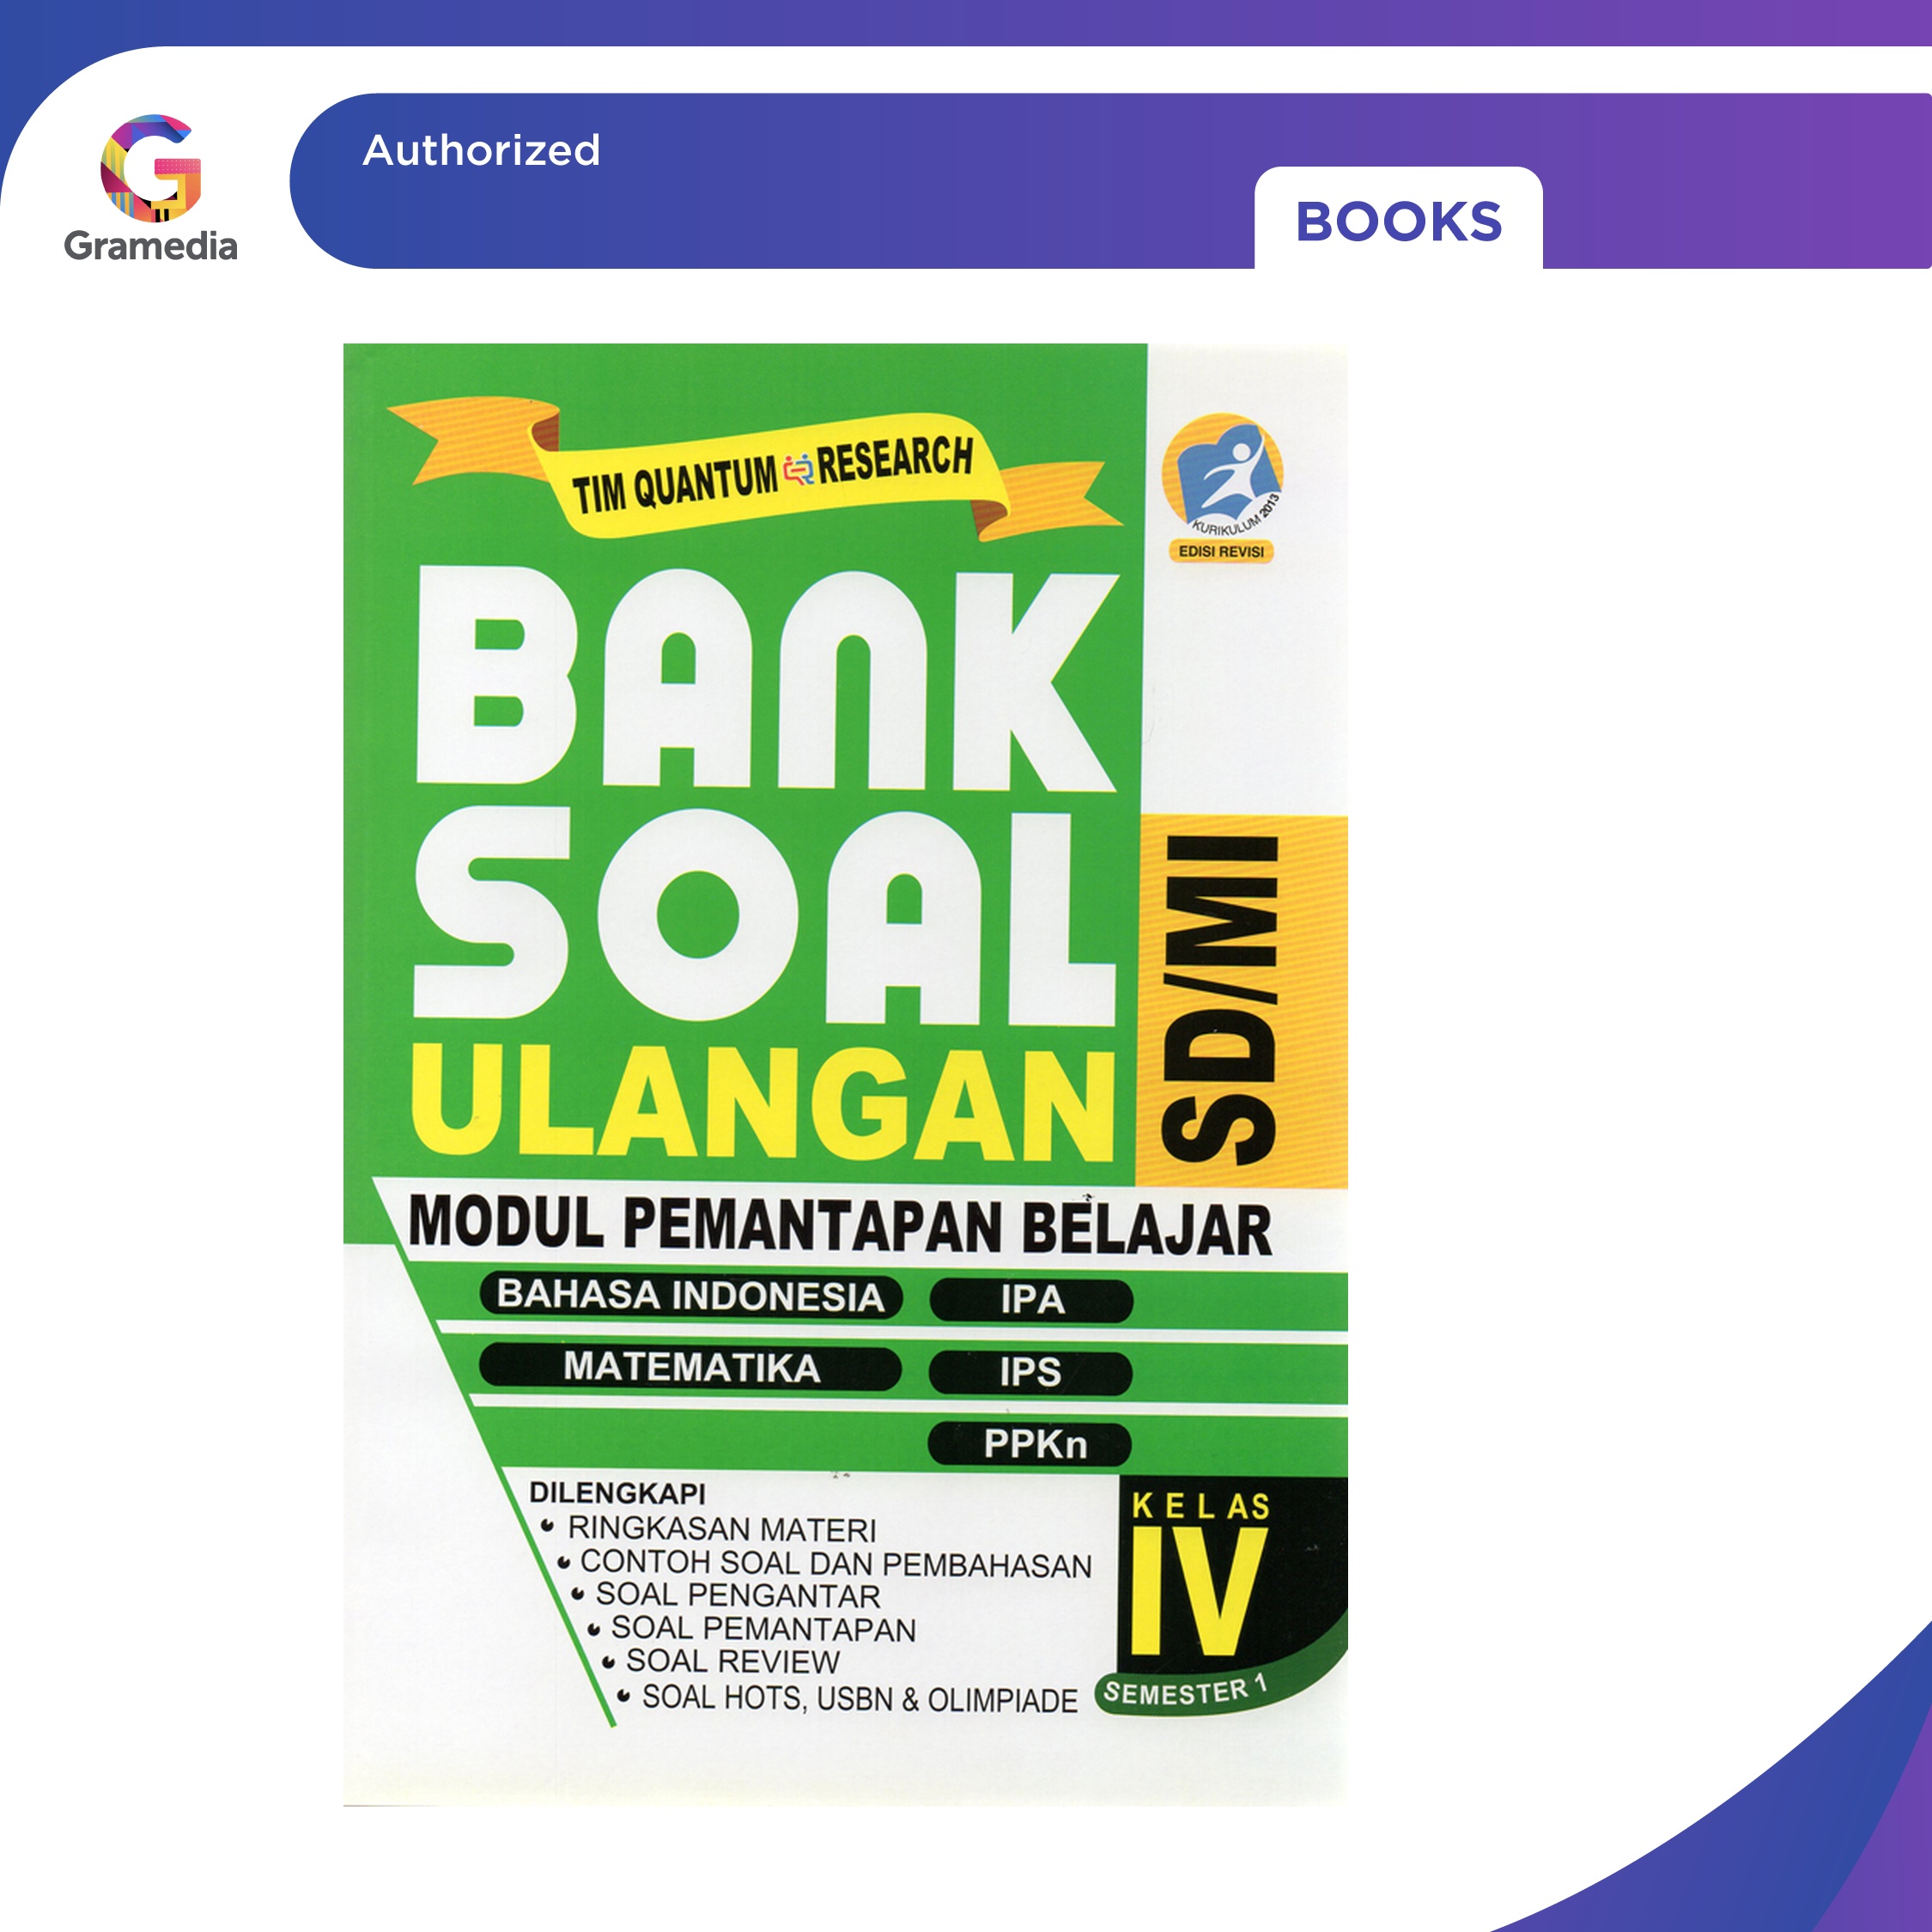 Authorized
Gramedia
BOOKS
TIM QUANTUM RESEARCH
KURIKULUM 2013
EDISI REVISI
BANK
SOAL
ULANGAN
SD/MI
MODUL PEMANTAPAN BELAJAR
BAHASA INDONESIA IPA
MATEMATIKA IPS
PPKn
DILENGKAPI
RINGKASAN MATERI
CONTOH SOAL DAN PEMBAHASAN
SOAL PENGANTAR
SOAL PEMANTAPAN
SOAL REVIEW
SOAL HOTS, USBN & OLIMPIADE
KELAS
IV
SEMESTER 1